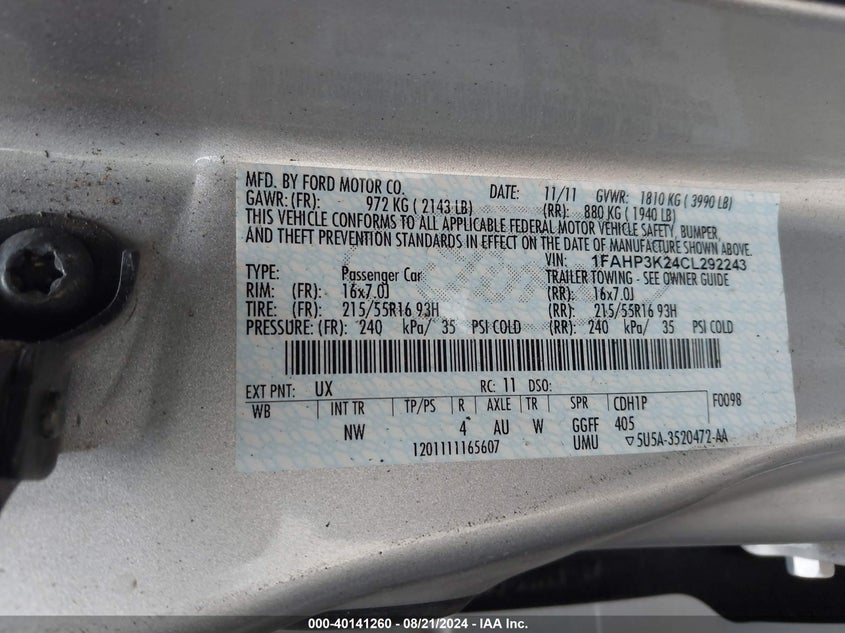 MFD. BY FORD MOTOR CO. DATE: 11/11 GVWR: 1810 KG ( 3990 LB)
GAWR: (FR): 972 KG ( 2143 LB) (RR): 880 KG ( 1940 LB)
THIS VEHICLE CONFORMS TO ALL APPLICABLE FEDERAL MOTOR VEHICLE SAFETY, BUMPER,
AND THEFT PREVENTION STANDARDS IN EFFECT ON THE DATE OF MANUFACTURE SHOWN ABOVE.
VIN: 1FAHP3K24CL292243
TYPE: Passenger Car TRAILER TOWING - SEE OWNER GUIDE
RIM: (FR): 16x7.0J (RR): 16x7.0J
TIRE: (FR): 215/55R16 93H (RR): 215/55R16 93H
PRESSURE: (FR): 240 kPa/ 35 PSI COLD (RR): 240 kPa/ 35 PSI COLD
EXT PNT: UX RC: 11 DSO:
WB INT TR TP/PS R AXLE TR SPR CDH1P F0098
NW 4 AU W GGFF 405
1201111165607 UMU ▽5U5A-3520472-AA
000-40141260 - 08/21/2024 - IAA Inc.